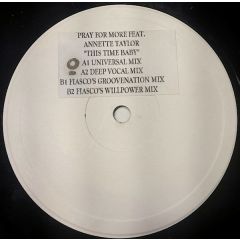 PRAY FOR MORE FEAT.
ANNETTE TAYLOR
"THIS TIME BABY"
A1 UNIVERSAL MIX
A2 DEEP VOCAL MIX
B1 FIASCO'S GROOVENATION MIX
B2 FIASCO'S WILLPOWER MIX